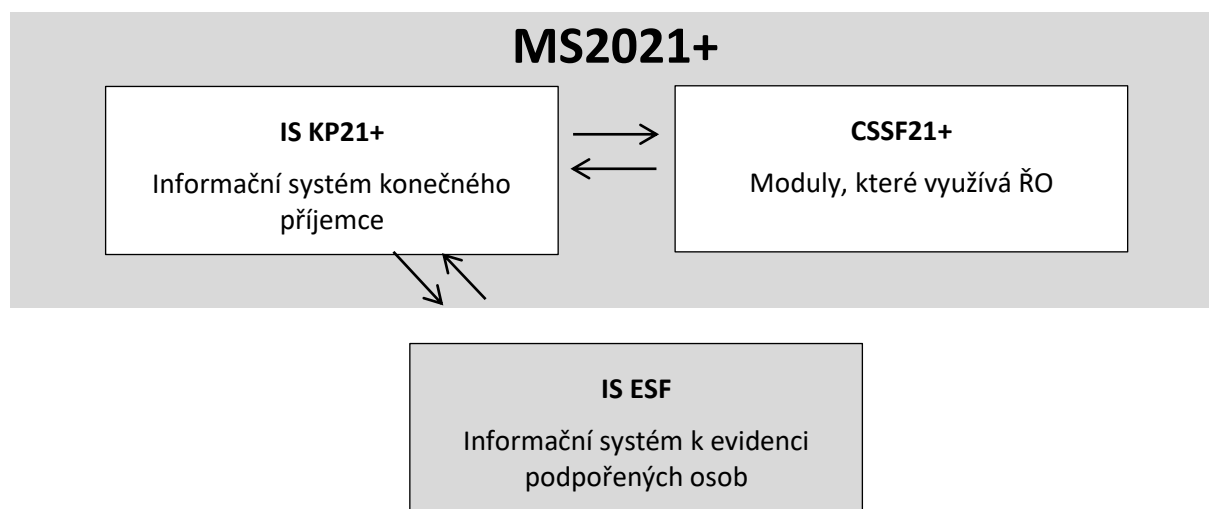 MS2021+
IS KP21+
Informační systém konečného
příjemce
CSSF21+
Moduly, které využívá ŘO
IS ESF
Informační systém k evidenci
podpořených osob